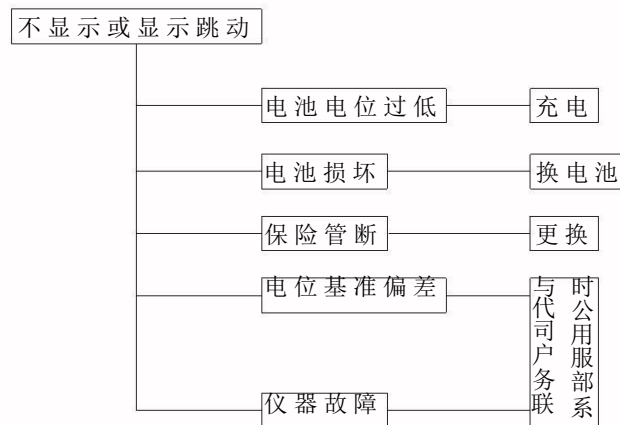 不显示或显示跳动
电池电位过低
充电
电池损坏
换电池
保险管断
更换
电位基准偏差
仪器故障
与时
代公
司用
户服
务部
联系